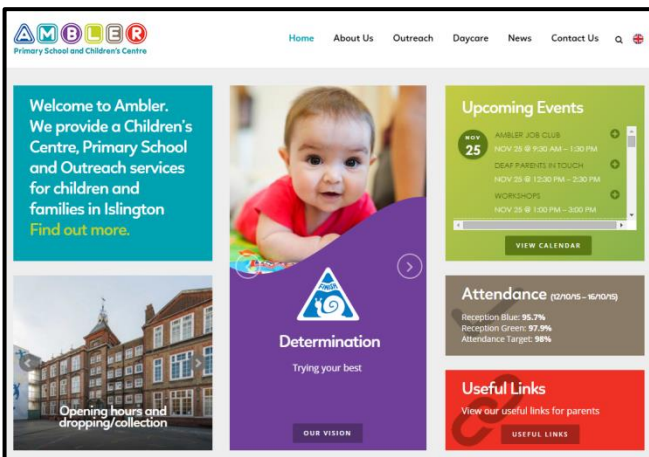 AMBLER
Primary School and Children's Centre
Home About Us Outreach Daycare News Contact Us
Welcome to Ambler.
We provide a Children's
Centre, Primary School
and Outreach services
for children and
families in Islington
Find out more.
Opening hours and
dropping/collection
FINISH
Determination
Trying your best
OUR VISION
Upcoming Events
NOV
25
AMBLER JOB CLUB
NOV 25 @ 9:30 AM – 1:30 PM
DEAF PARENTS IN TOUCH
NOV 25 @ 12:30 PM – 2:30 PM
WORKSHOPS
NOV 25 @ 1:00 PM – 3:00 PM
VIEW CALENDAR
Attendance (12/10/15 – 16/10/15)
Reception Blue: 95.7%
Reception Green: 97.9%
Attendance Target: 98%
Useful Links
View our useful links for parents
USEFUL LINKS